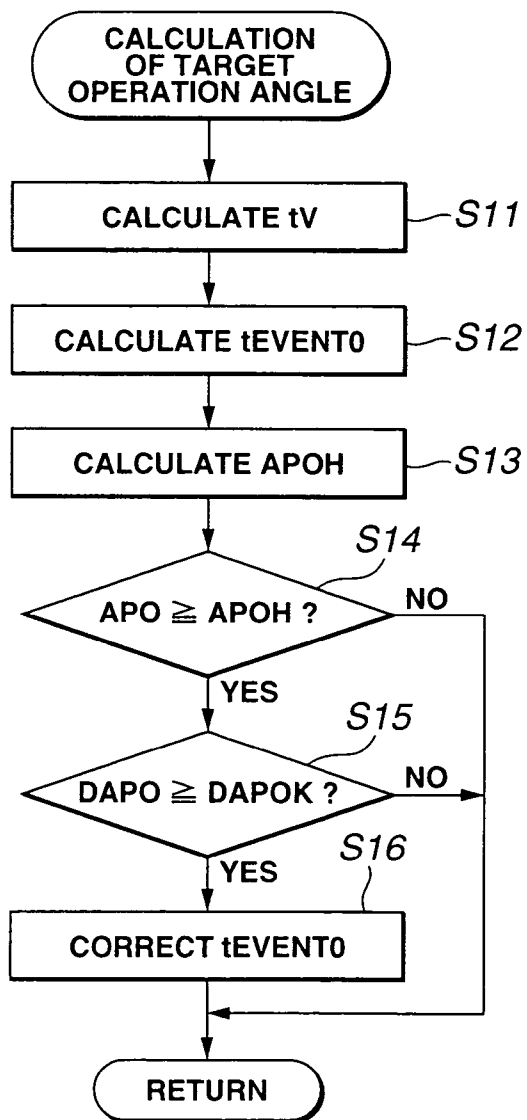 CALCULATION
OF TARGET
OPERATION ANGLE
CALCULATE tV
S11
CALCULATE tEVENT0
S12
CALCULATE APOH
S13
S14
APO ≧ APOH ?
NO
YES
S15
DAPO ≧ DAPOK ?
NO
YES
S16
CORRECT tEVENT0
RETURN